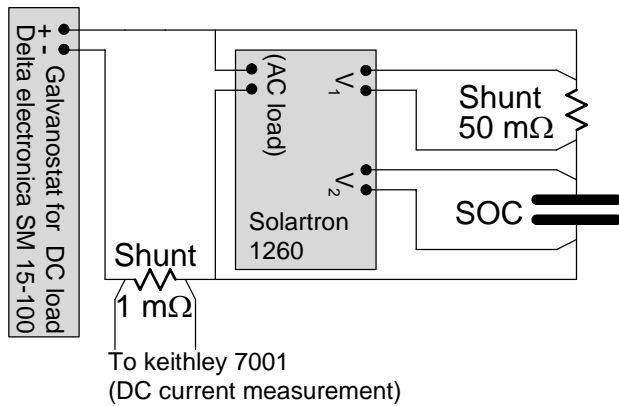 +
-
Galvanostat for DC load
Delta electronica SM 15-100
(AC load)
V1
V2
Solartron
1260
Shunt
50 mΩ
SOC
Shunt
1 mΩ
To keithley 7001
(DC current measurement)